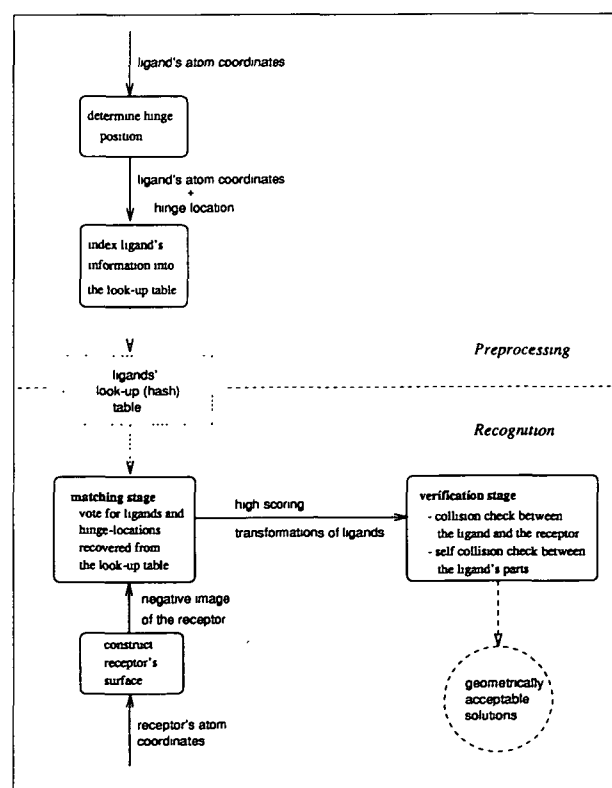 ligand's atom coordinates
determine hinge
position
ligand's atom coordinates
+
hinge location
index ligand's
information into
the look-up table
Preprocessing
ligands'
look-up (hash)
table
Recognition
matching stage
vote for ligands and
hinge-locations
recovered from
the look-up table
high scoring
transformations of ligands
verification stage
- collision check between
the ligand and the receptor
- self collision check between
the ligand's parts
negative image
of the receptor
construct
receptor's
surface
geometrically
acceptable
solutions
receptor's atom
coordinates